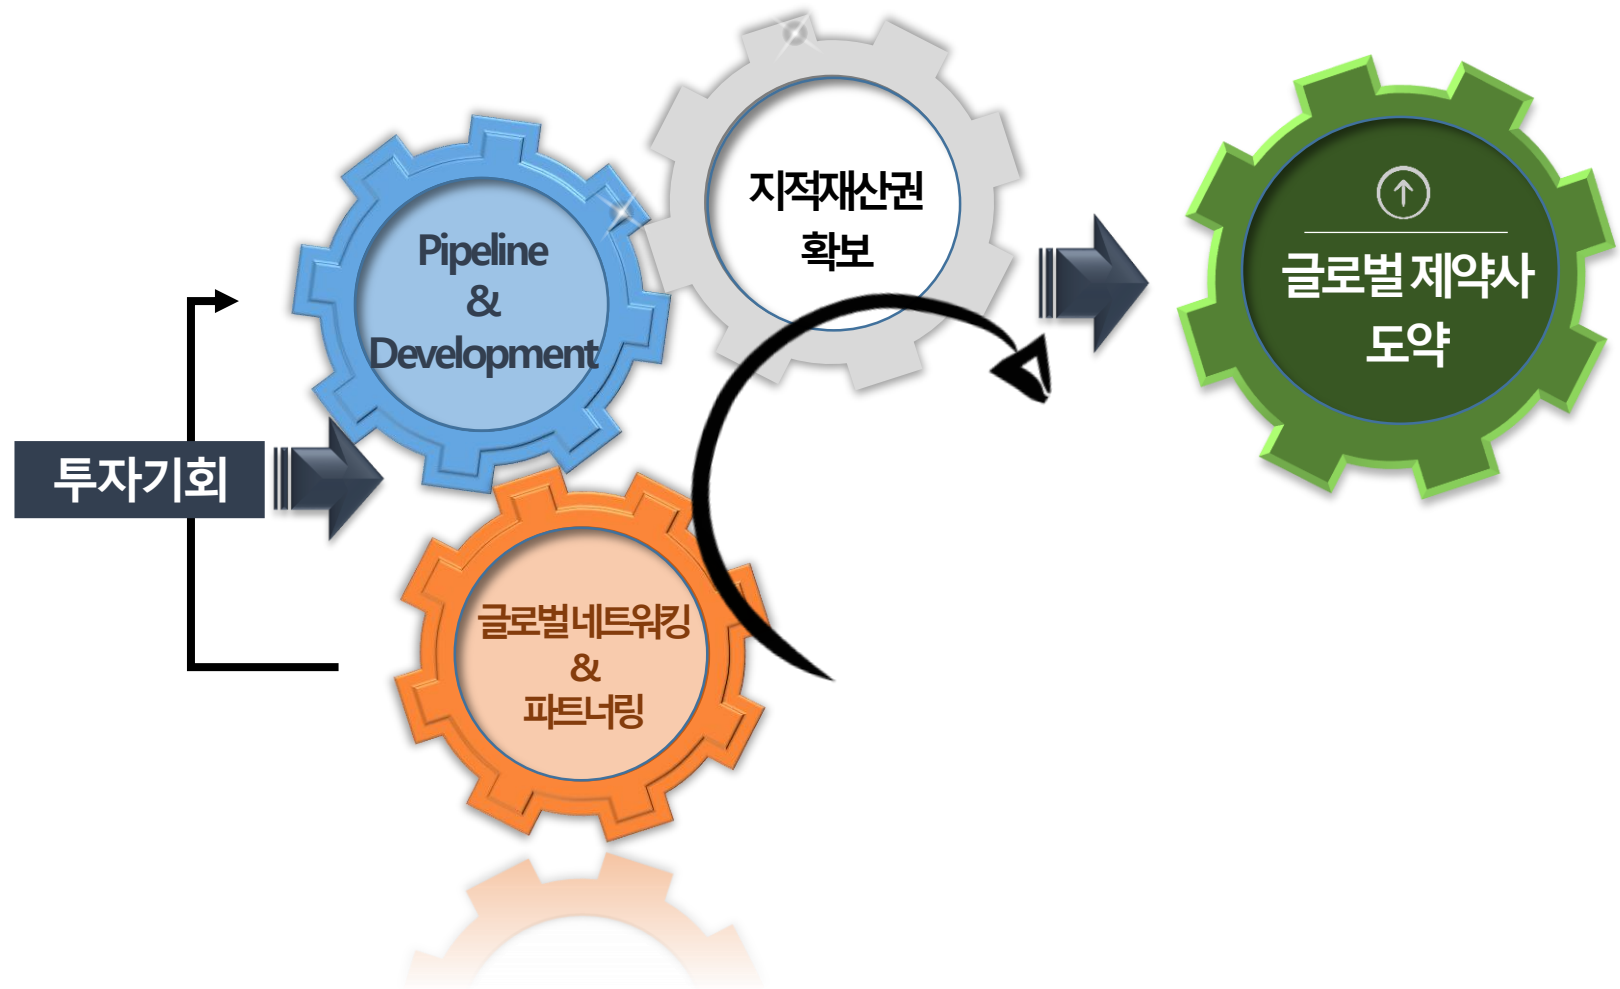 투자기회
Pipeline
&
Development
지적재산권
확보
글로벌 네트워킹
&
파트너링
글로벌 제약사
도약